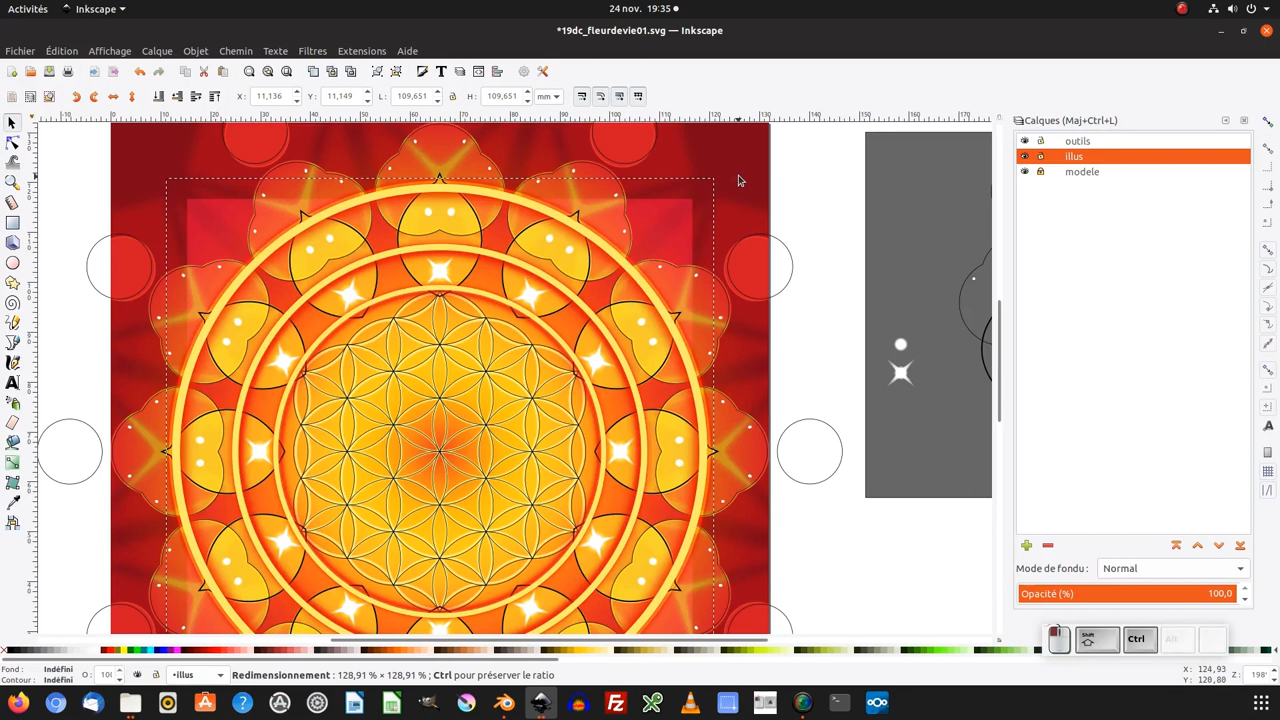 Activités
Inkscape
24 nov. 19:35
*19dc_fleurdevie01.svg — Inkscape
Fichier Édition Affichage Calque Objet Chemin Texte Filtres Extensions Aide
X: 11,136 Y: 11,149 L: 109,651 H: 109,651 mm
Calques (Maj+Ctrl+L)
outils
illus
modele
Mode de fondu : Normal
Opacité (%) 100,0
Shift Ctrl Alt
Fond : Indéfini
Contour : Indéfini
O :
•illus
Redimensionnement : 128,91 % × 128,91 % ; Ctrl pour préserver le ratio
X : 124,93
Y : 120,80
Z : 198